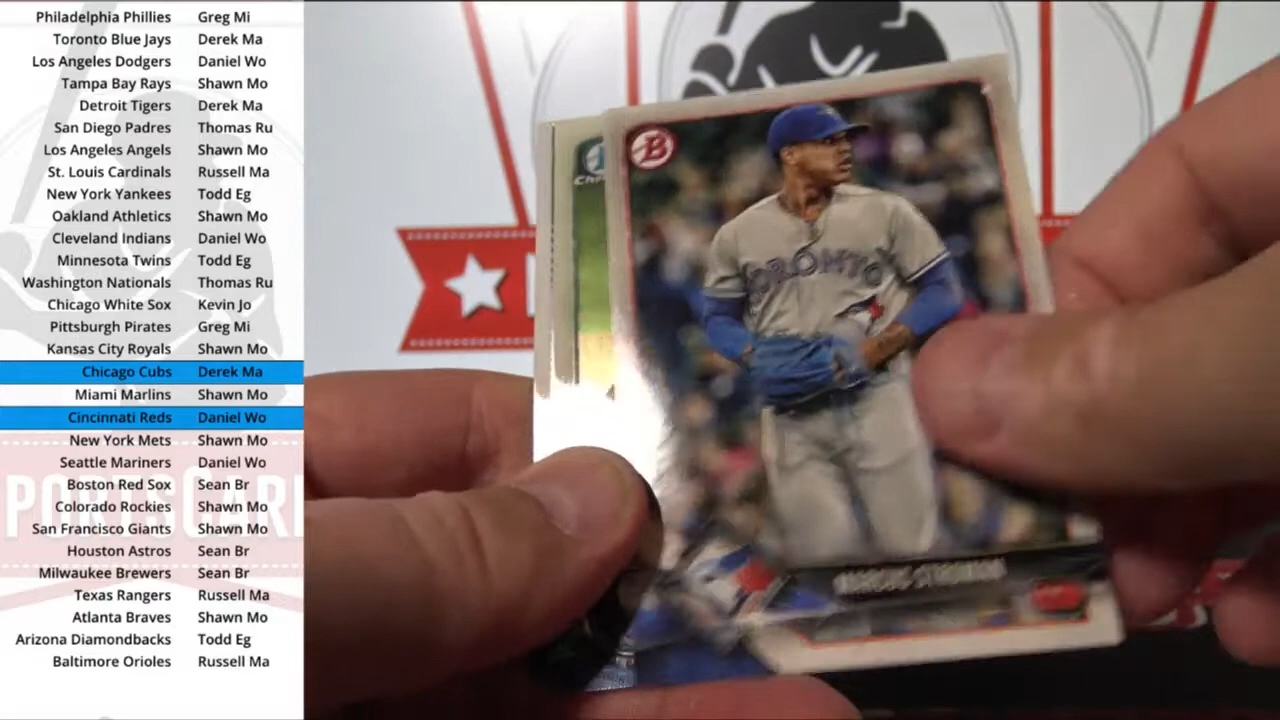 Philadelphia Phillies Greg Mi
Toronto Blue Jays Derek Ma
Los Angeles Dodgers Daniel Wo
Tampa Bay Rays Shawn Mo
Detroit Tigers Derek Ma
San Diego Padres Thomas Ru
Los Angeles Angels Shawn Mo
St. Louis Cardinals Russell Ma
New York Yankees Todd Eg
Oakland Athletics Shawn Mo
Cleveland Indians Daniel Wo
Minnesota Twins Todd Eg
Washington Nationals Thomas Ru
Chicago White Sox Kevin Jo
Pittsburgh Pirates Greg Mi
Kansas City Royals Shawn Mo
Chicago Cubs Derek Ma
Miami Marlins Shawn Mo
Cincinnati Reds Daniel Wo
New York Mets Shawn Mo
Seattle Mariners Daniel Wo
Boston Red Sox Sean Br
Colorado Rockies Shawn Mo
San Francisco Giants Shawn Mo
Houston Astros Sean Br
Milwaukee Brewers Sean Br
Texas Rangers Russell Ma
Atlanta Braves Shawn Mo
Arizona Diamondbacks Todd Eg
Baltimore Orioles Russell Ma
PORTSCAR
B
TORONTO
MARCUS STROMAN